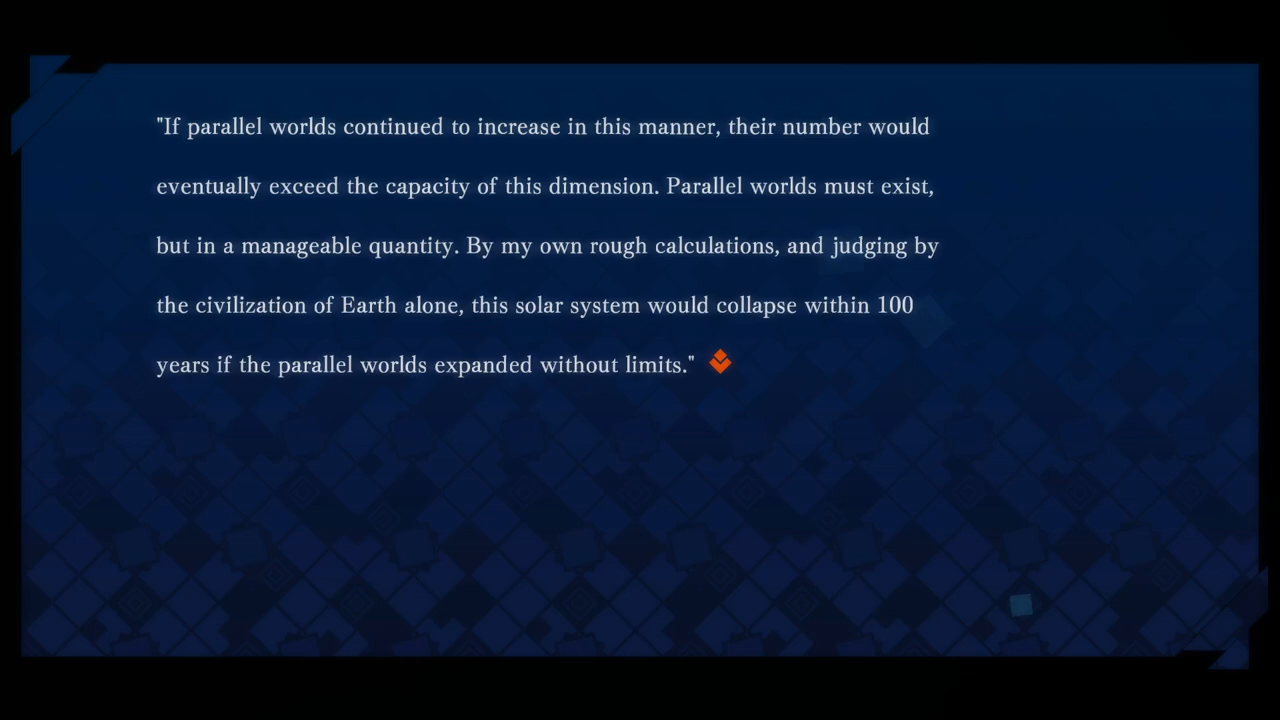 "If parallel worlds continued to increase in this manner, their number would
eventually exceed the capacity of this dimension. Parallel worlds must exist,
but in a manageable quantity. By my own rough calculations, and judging by
the civilization of Earth alone, this solar system would collapse within 100
years if the parallel worlds expanded without limits."